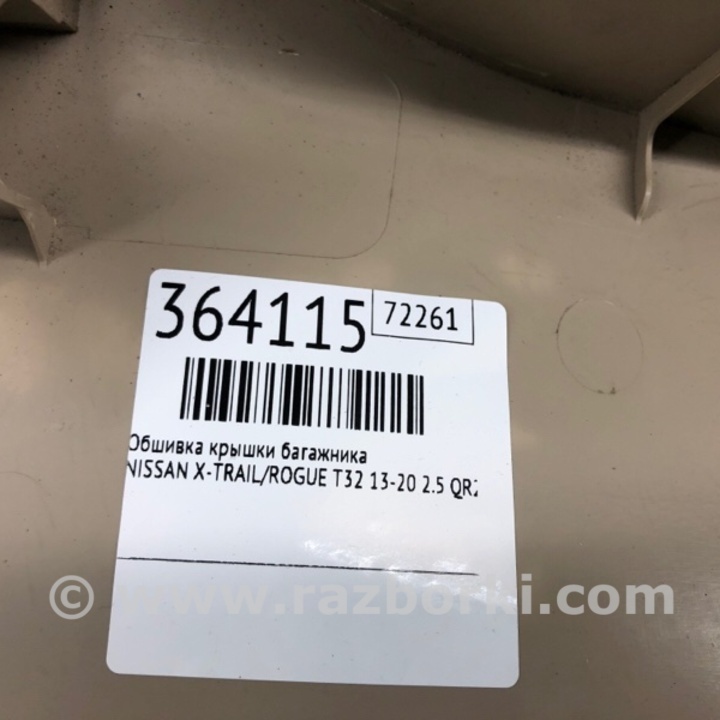 364115
72261
Обшивка крышки багажника
NISSAN X-TRAIL/ROGUE T32 13-20 2.5
© www.razborki.com